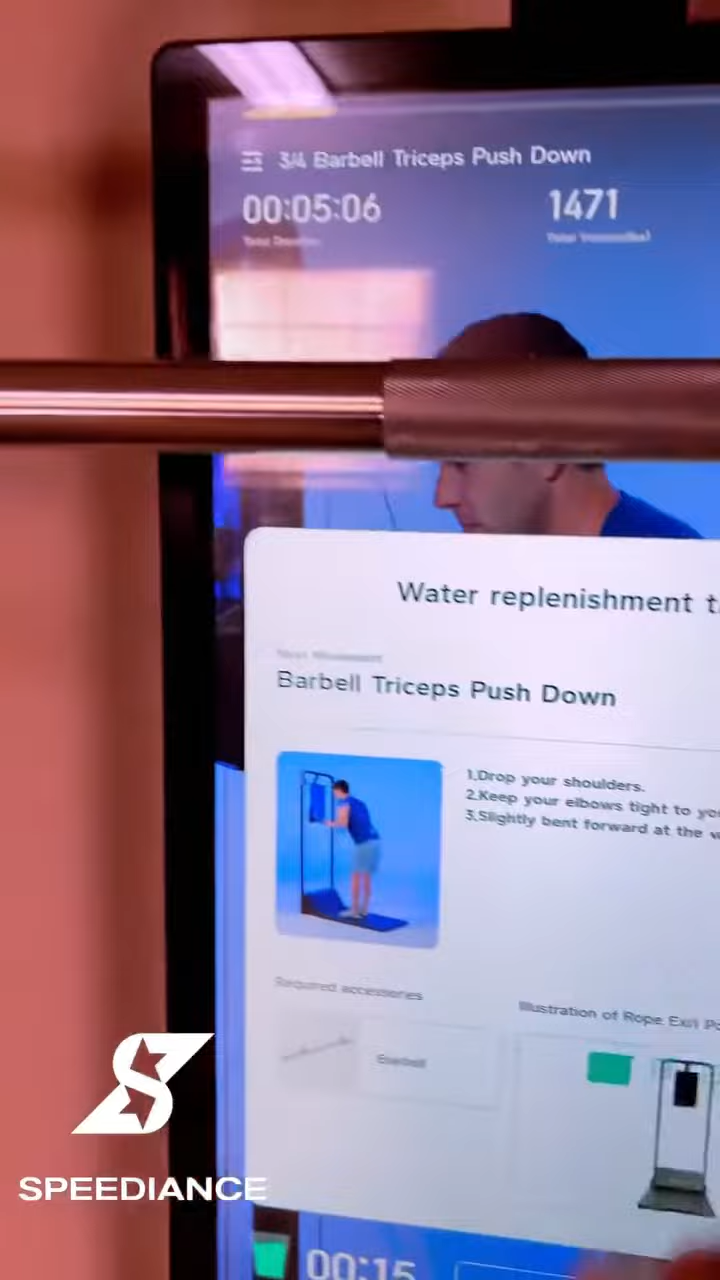 3/4 Barbell Triceps Push Down
00:05:06
1471
Water replenishment
Barbell Triceps Push Down
1.Drop your shoulders.
2.Keep your elbows tight to
3.Slightly bent forward at the
Required accessories
Illustration of Rope Exit
Barbell
00:15
SPEEDIANCE